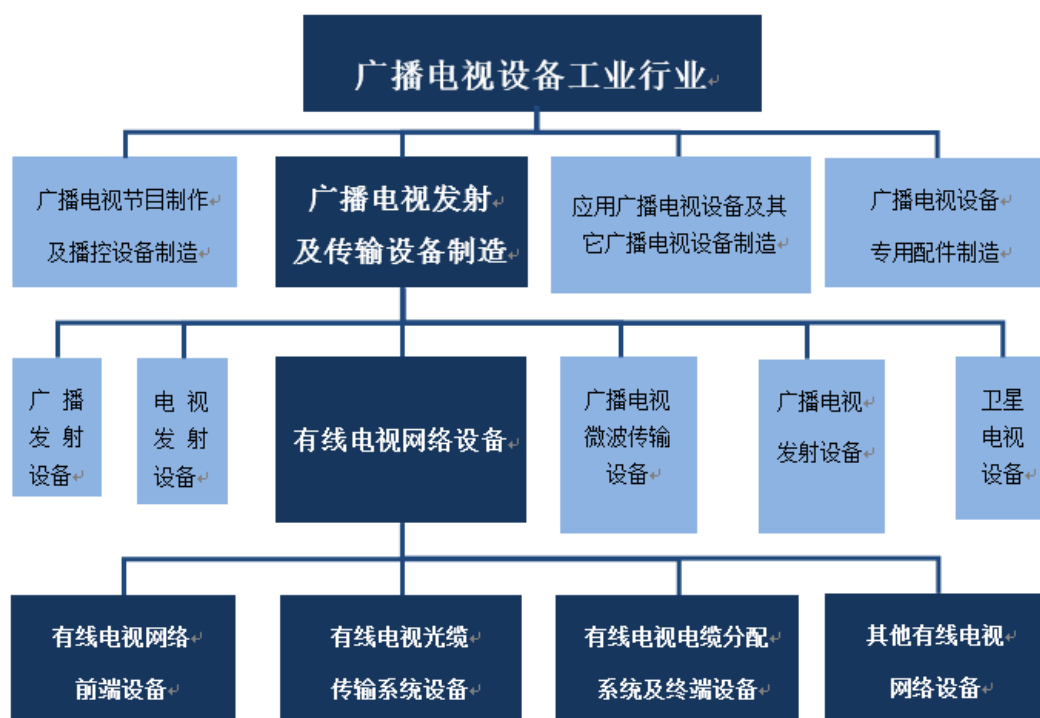 广播电视设备工业行业
广播电视节目制作
及播控设备制造
广播电视发射
及传输设备制造
应用广播电视设备及其
它广播电视设备制造
广播电视设备
专用配件制造
广 播
发 射
设备
电 视
发 射
设备
有线电视网络设备
广播电视
微波传输
设备
广播电视
发射设备
卫星
电视
设备
有线电视网络
前端设备
有线电视光缆
传输系统设备
有线电视电缆分配
系统及终端设备
其他有线电视
网络设备